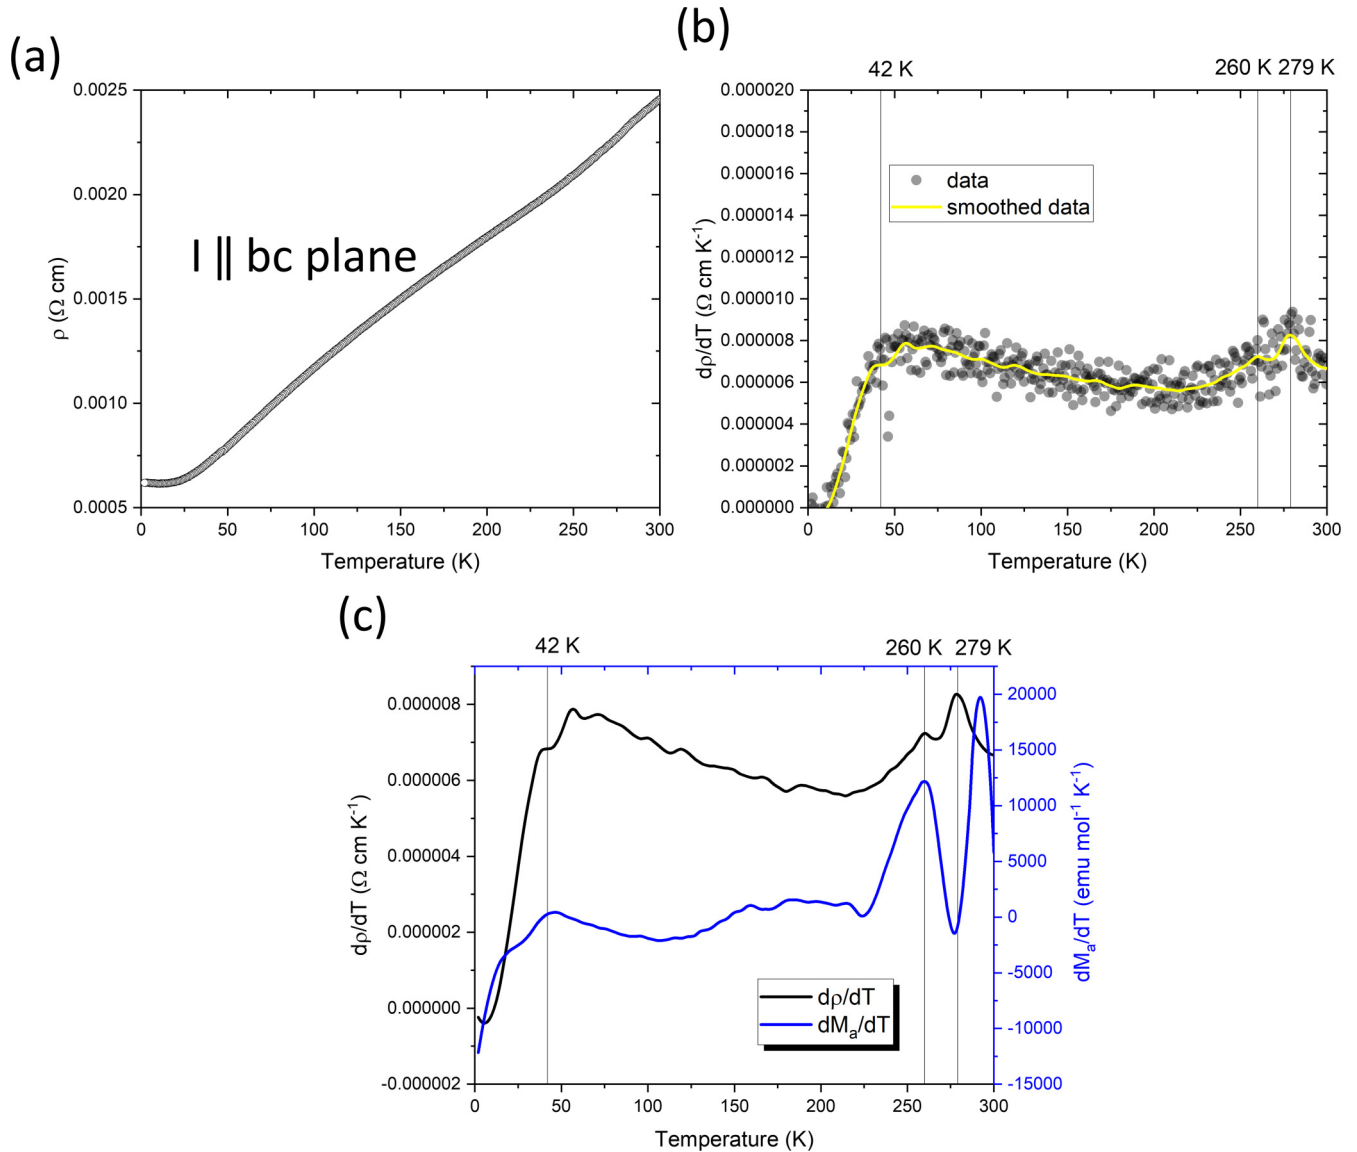 (a)
0.0025
0.0020
0.0015
0.0010
0.0005
ρ (Ω cm)
I || bc plane
0 50 100 150 200 250 300
Temperature (K)
(b)
42 K 260 K 279 K
0.000020
0.000018
0.000016
0.000014
0.000012
0.000010
0.000008
0.000006
0.000004
0.000002
0.000000
dρ/dT (Ω cm K⁻¹)
data
smoothed data
0 50 100 150 200 250 300
Temperature (K)
(c)
42 K 260 K 279 K
0.000008
0.000006
0.000004
0.000002
0.000000
-0.000002
dρ/dT (Ω cm K⁻¹)
20000
15000
10000
5000
0
-5000
-10000
-15000
dMₐ/dT (emu mol⁻¹ K⁻¹)
dρ/dT
dMₐ/dT
0 50 100 150 200 250 300
Temperature (K)